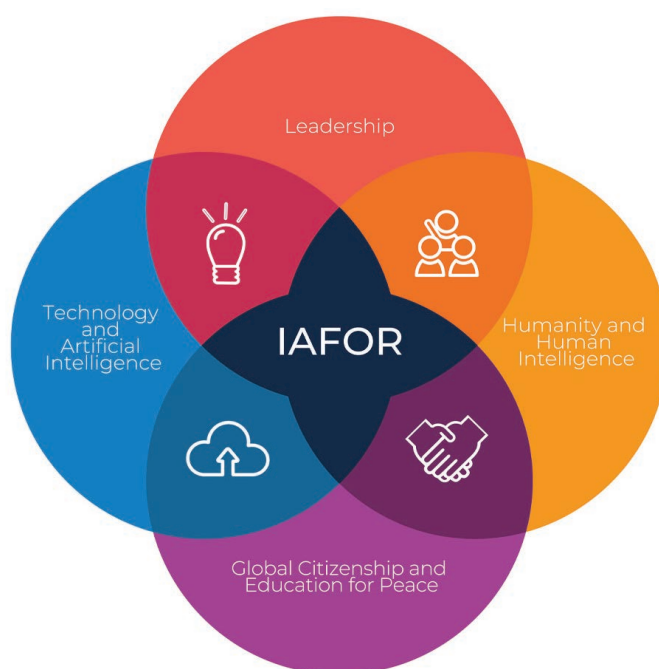 Leadership
Technology
and
Artificial
Intelligence
IAFOR
Humanity and
Human
Intelligence
Global Citizenship and
Education for Peace